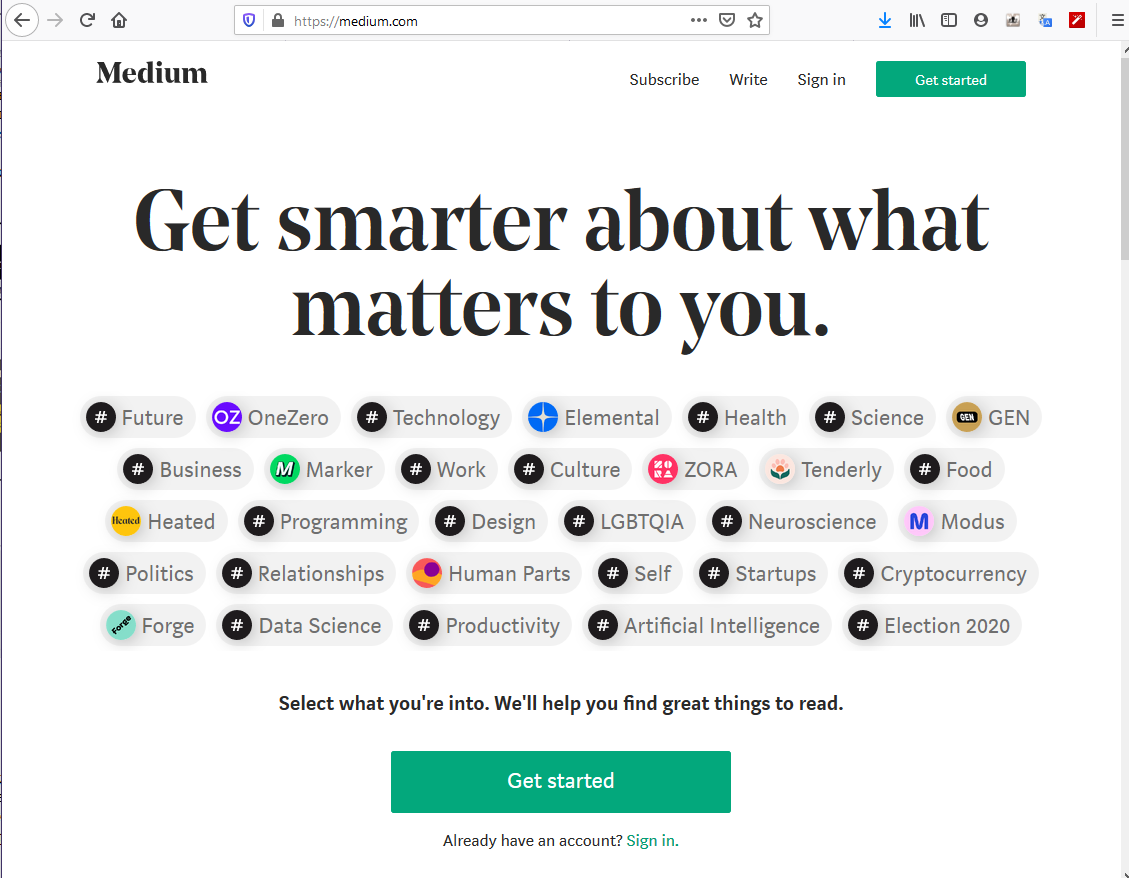 https://medium.com
Medium
Subscribe Write Sign in Get started
Get smarter about what
matters to you.
# Future OZ OneZero # Technology Elemental # Health # Science GEN GEN
# Business M Marker # Work # Culture ZORA ZORA Tenderly # Food
Heated Heated # Programming # Design # LGBTQIA # Neuroscience M Modus
# Politics # Relationships Human Parts # Self # Startups # Cryptocurrency
Forge Forge # Data Science # Productivity # Artificial Intelligence # Election 2020
Select what you're into. We'll help you find great things to read.
Get started
Already have an account? Sign in.